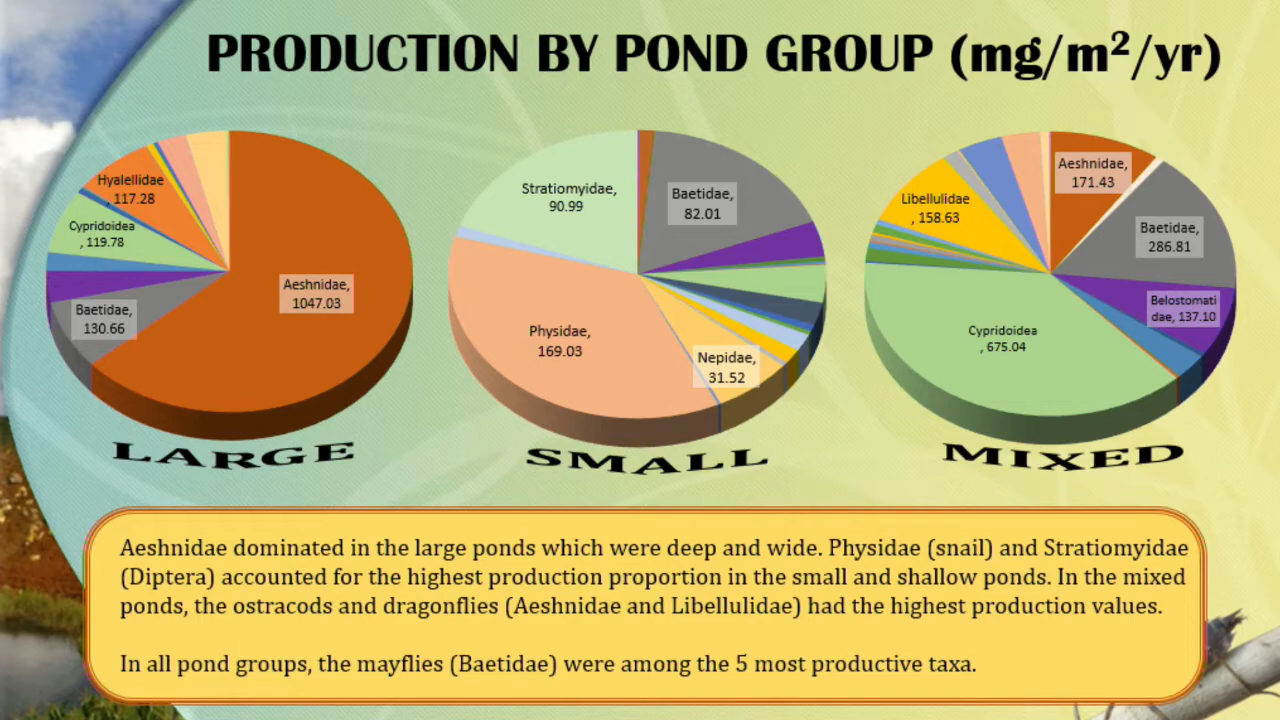 PRODUCTION BY POND GROUP (mg/m²/yr)
Hyalellidae
, 117.28
Cypridoidea
, 119.78
Baetidae,
130.66
Aeshnidae,
1047.03
LARGE
Stratiomyidae,
90.99
Baetidae,
82.01
Physidae,
169.03
Nepidae,
31.52
SMALL
Aeshnidae,
171.43
Libellulidae
, 158.63
Baetidae,
286.81
Belostomati
dae, 137.10
Cypridoidea
, 675.04
MIXED
Aeshnidae dominated in the large ponds which were deep and wide. Physidae (snail) and Stratiomyidae
(Diptera) accounted for the highest production proportion in the small and shallow ponds. In the mixed
ponds, the ostracods and dragonflies (Aeshnidae and Libellulidae) had the highest production values.
In all pond groups, the mayflies (Baetidae) were among the 5 most productive taxa.